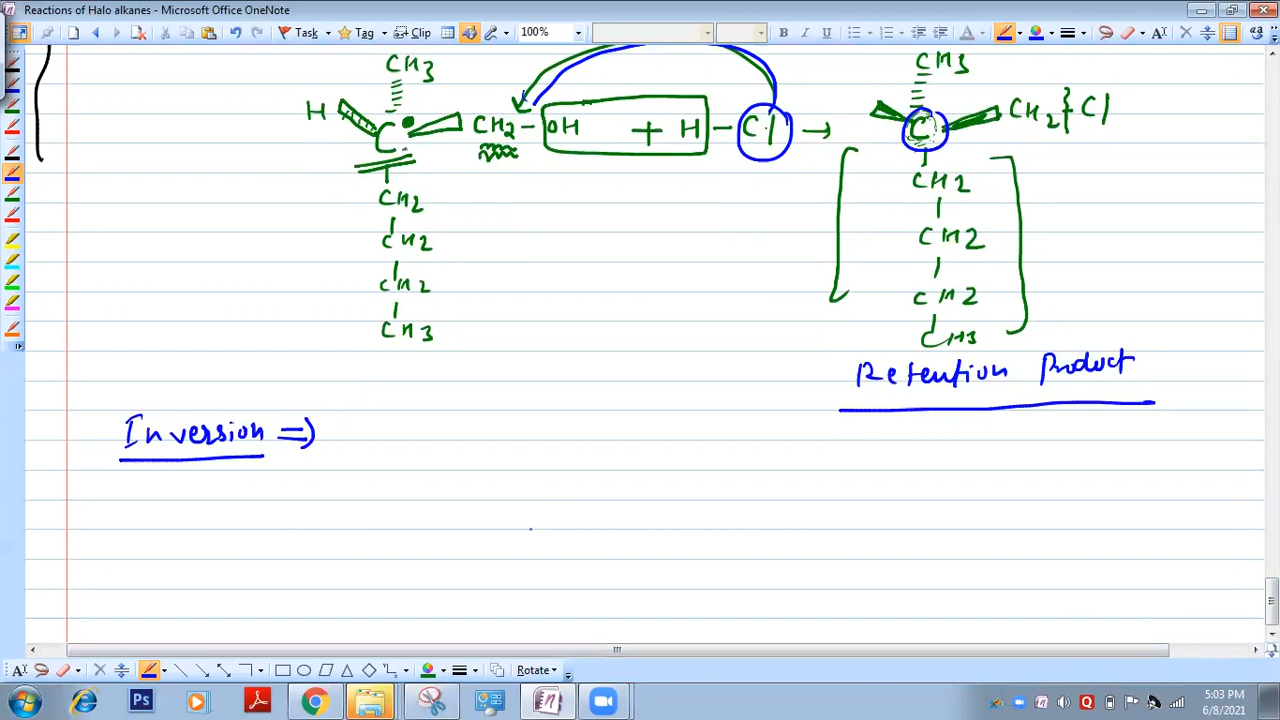 Reactions of Halo alkanes - Microsoft Office OneNote
Task Tag Clip 100% B I U
CH3 CH3
H C CH2 - OH + H - Cl → C CH2 } Cl
CH2 CH2
CH2 CH2
CH2 CH2
CH3 CH3
Retention Product
Inversion ⇒
Rotate
Ps
5:03 PM
6/8/2021